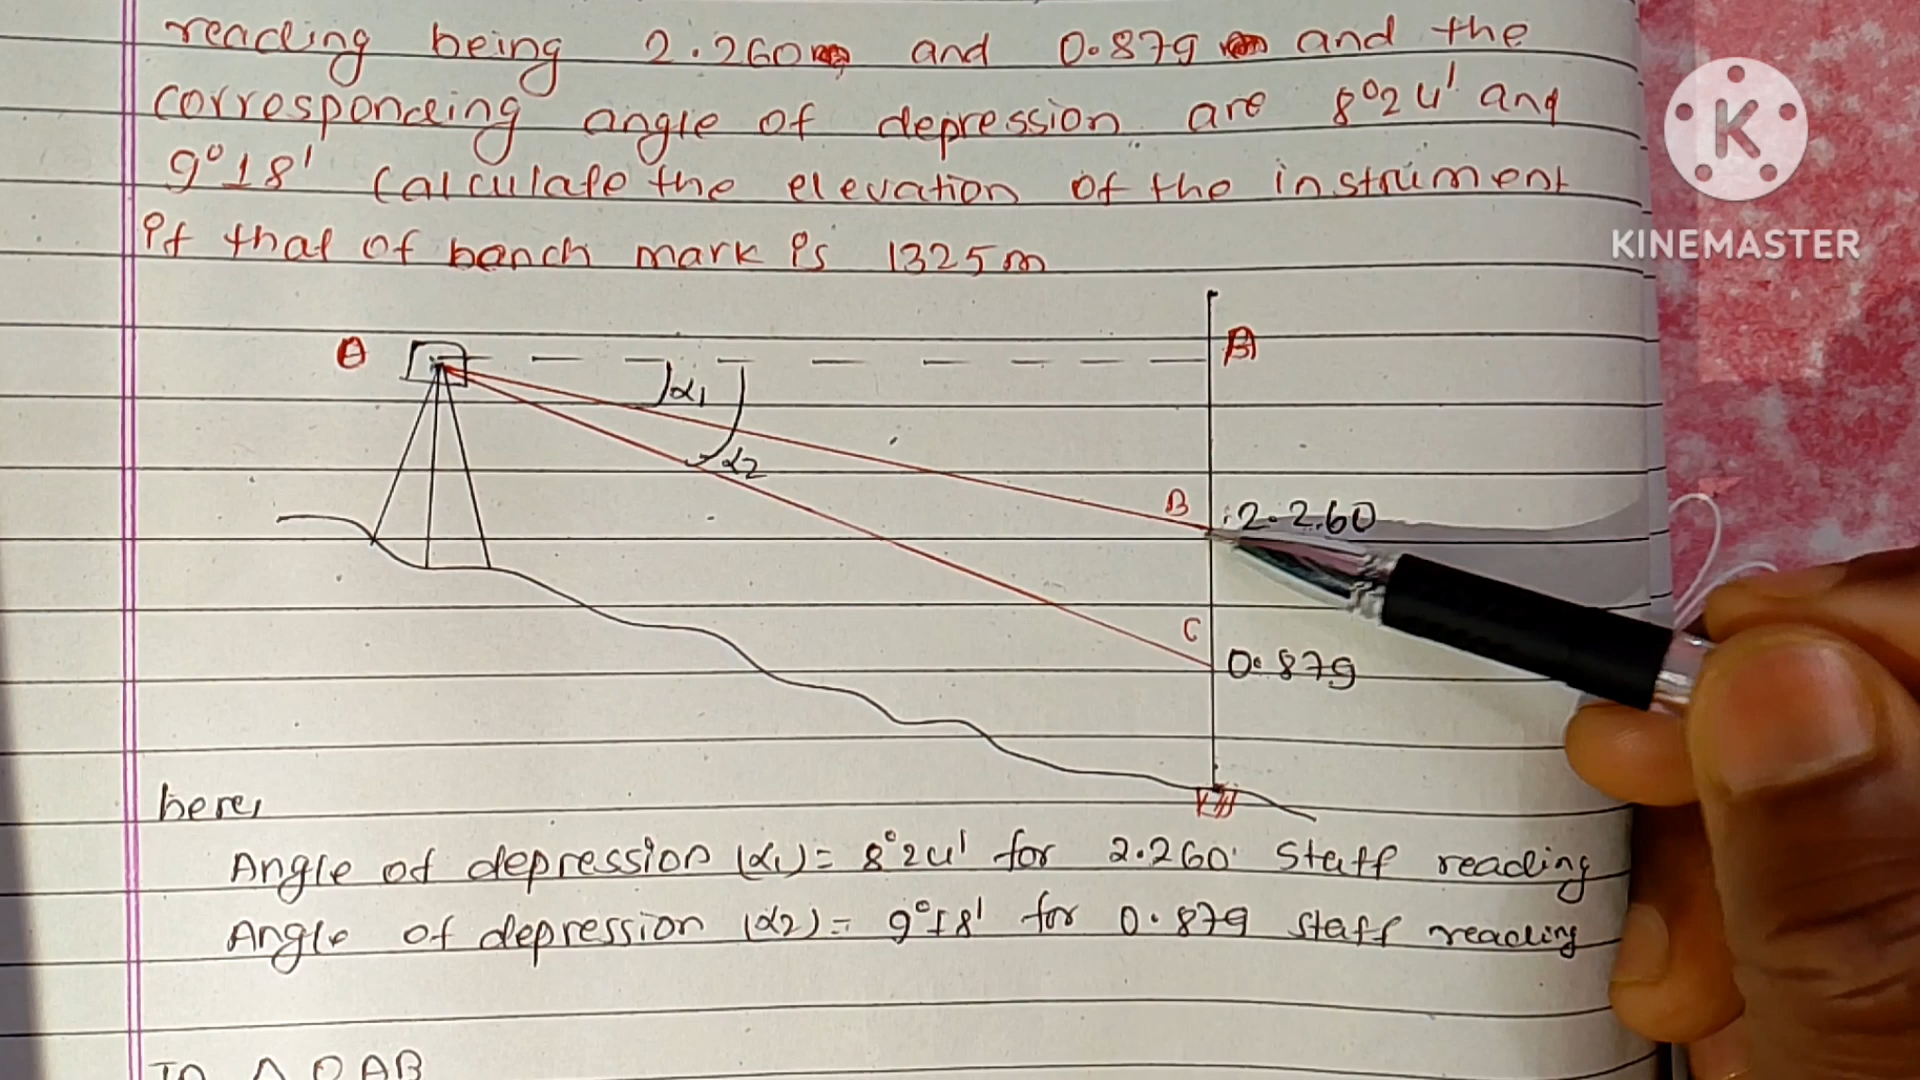 reading being 2.260 and 0.879 and the
corresponding angle of depression are 8°24' and
9°18' Calculate the elevation of the instrument
if that of bench mark is 1325m
K
KINEMASTER
O
A
α1
α2
B
2.260
C
0.879
here,
Angle of depression (α1)= 8°24' for 2.260 Staff reading
Angle of depression (α2)= 9°18' for 0.879 Staff reading
In Δ OAB